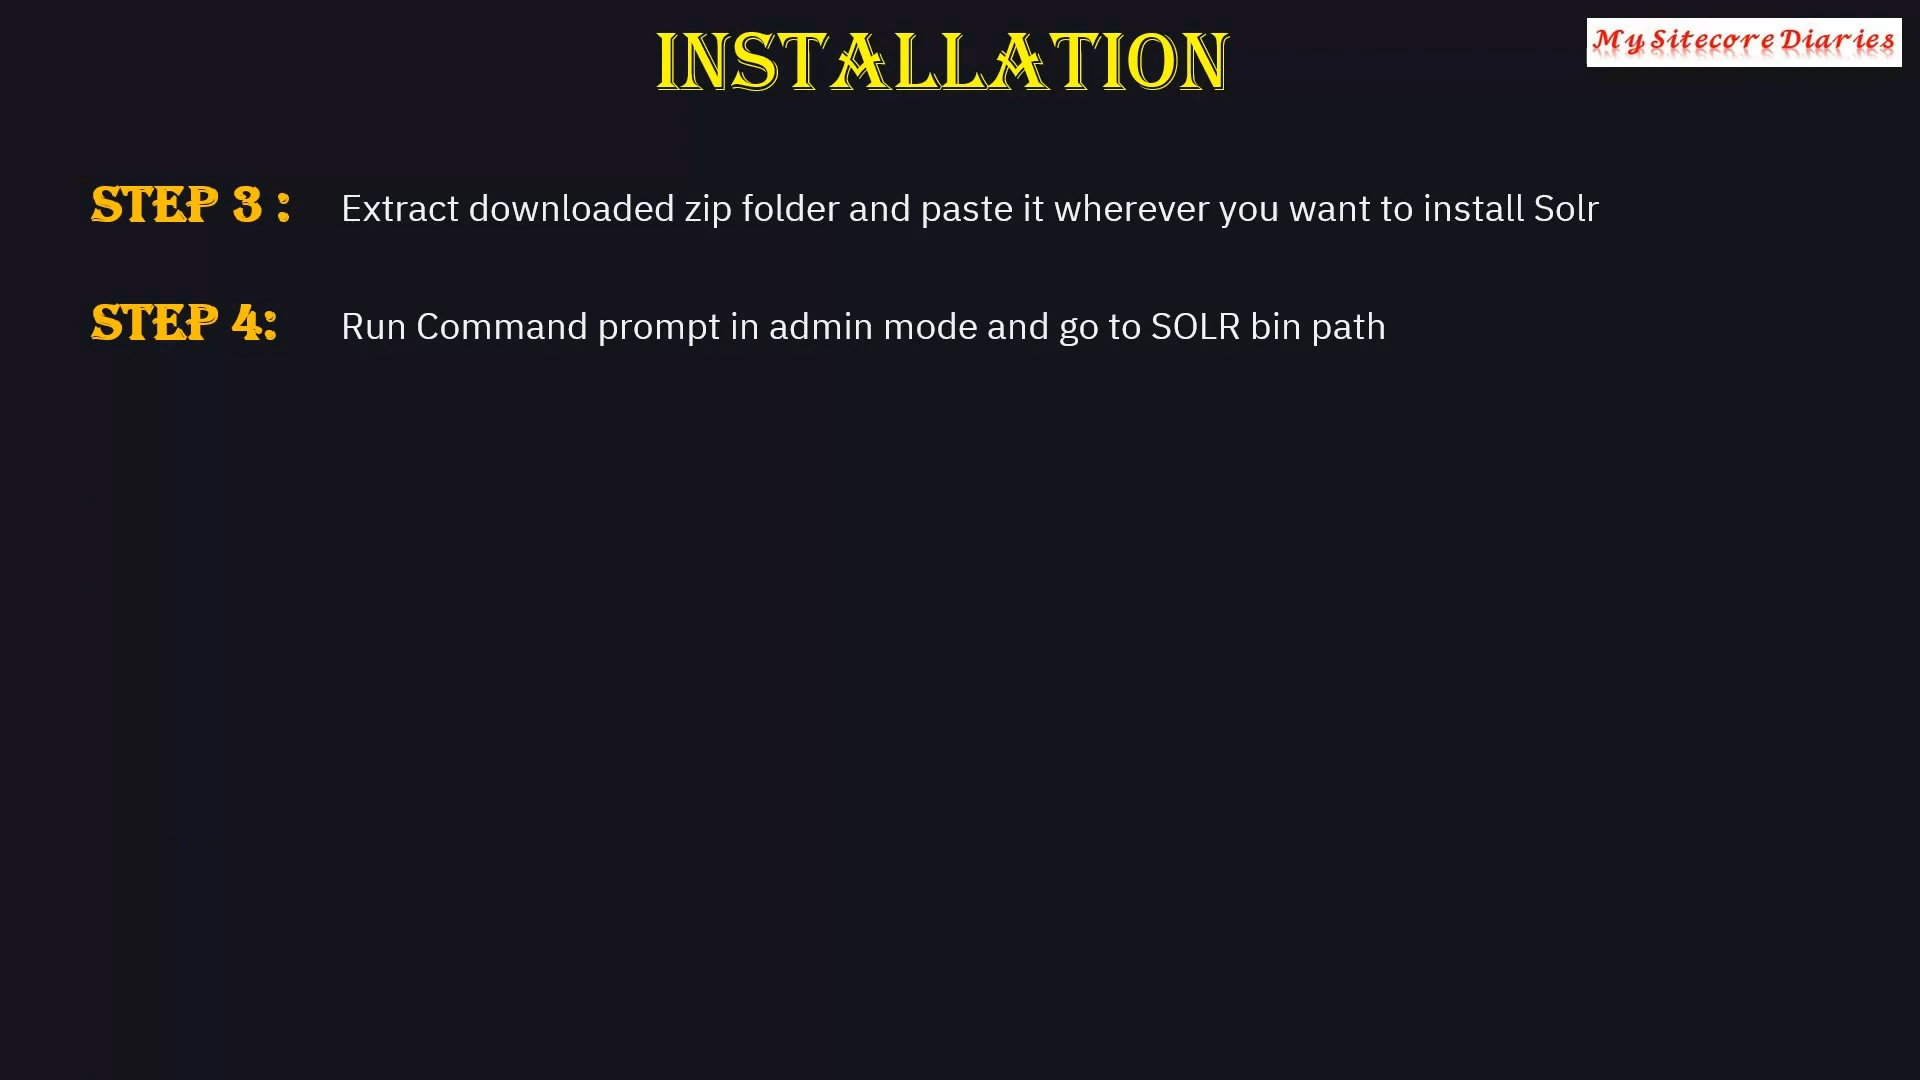 INSTALLATION
My Sitecore Diaries
STEP 3 : Extract downloaded zip folder and paste it wherever you want to install Solr
STEP 4: Run Command prompt in admin mode and go to SOLR bin path